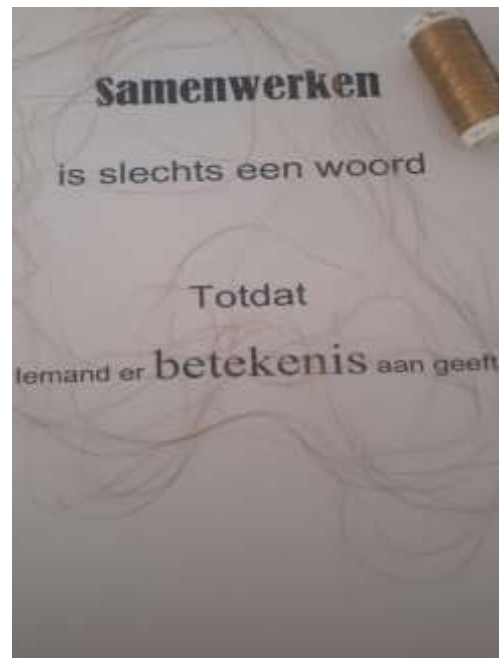 Samenwerken
is slechts een woord
Totdat
Iemand er betekenis aan geeft